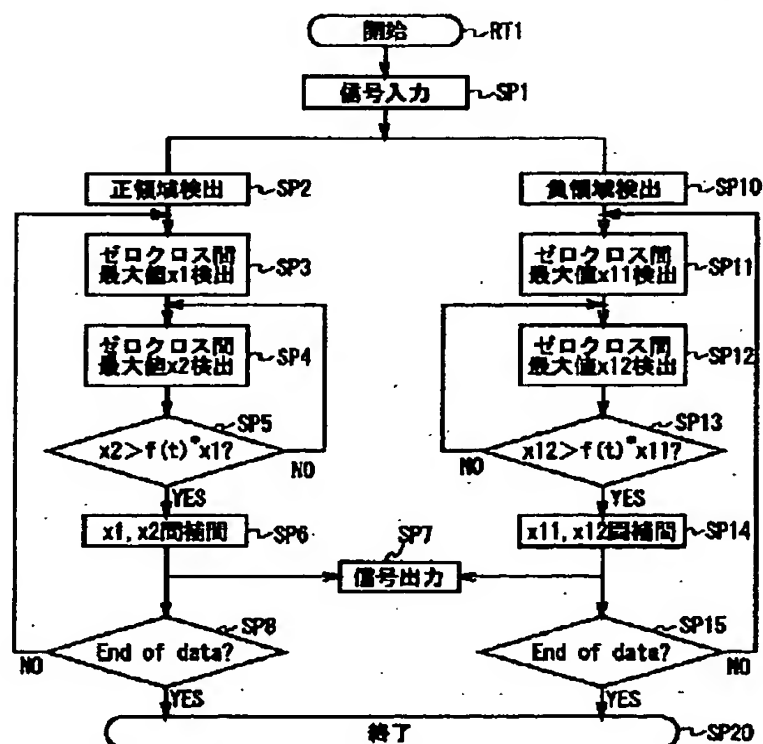 開始 RT1
信号入力 SP1
正領域検出 SP2
負領域検出 SP10
ゼロクロス間
最大値x1検出 SP3
ゼロクロス間
最大値x11検出 SP11
ゼロクロス間
最大値x2検出 SP4
ゼロクロス間
最大値x12検出 SP12
SP5
x2>f(t)*x1?
NO
YES
SP13
x12>f(t)*x11?
NO
YES
x1,x2間補間 SP6
SP7
信号出力
x11,x12間補間 SP14
SP8
End of data?
NO
YES
SP15
End of data?
NO
YES
終了 SP20